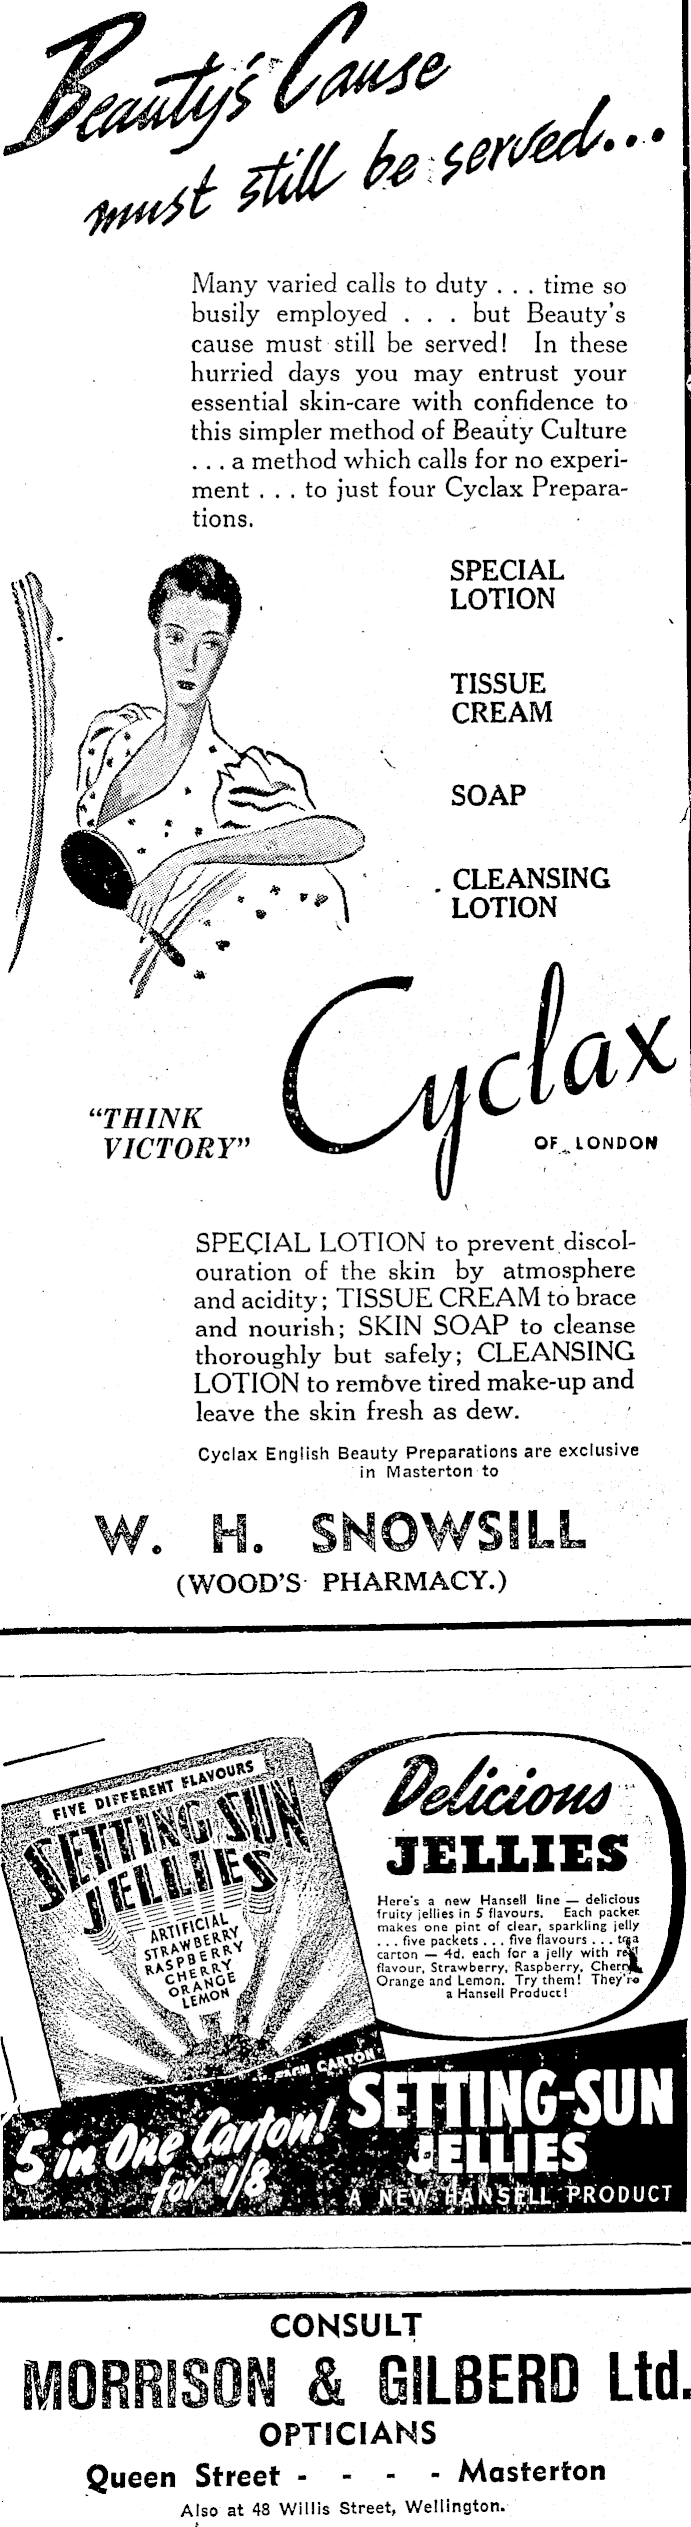 Beauty's Cause
must still be served...
Many varied calls to duty . . . time so
busily employed . . . but Beauty's
cause must still be served! In these
hurried days you may entrust your
essential skin-care with confidence to
this simpler method of Beauty Culture
. . . a method which calls for no experi-
ment . . . to just four Cyclax Prepara-
tions.
SPECIAL
LOTION
TISSUE
CREAM
SOAP
CLEANSING
LOTION
Cyclax
OF LONDON
"THINK
VICTORY"
SPECIAL LOTION to prevent discol-
ouration of the skin by atmosphere
and acidity; TISSUE CREAM to brace
and nourish; SKIN SOAP to cleanse
thoroughly but safely; CLEANSING
LOTION to remove tired make-up and
leave the skin fresh as dew.
Cyclax English Beauty Preparations are exclusive
in Masterton to
W. H. SNOWSILL
(WOOD'S PHARMACY.)
FIVE DIFFERENT FLAVOURS
SETTING SUN
JELLIES
ARTIFICIAL
STRAWBERRY
RASPBERRY
CHERRY
ORANGE
LEMON
EACH CARTON
Delicious
JELLIES
Here's a new Hansell line — delicious
fruity jellies in 5 flavours. Each packet
makes one pint of clear, sparkling jelly
. . . five packets . . . five flavours . . . to a
carton — 4d. each for a jelly with real
flavour, Strawberry, Raspberry, Cherry
Orange and Lemon. Try them! They're
a Hansell Product!
5 in One Carton!
for 1/8
SETTING-SUN
JELLIES
A NEW HANSELL PRODUCT
CONSULT
MORRISON & GILBERD Ltd.
OPTICIANS
Queen Street - - - - Masterton
Also at 48 Willis Street, Wellington.